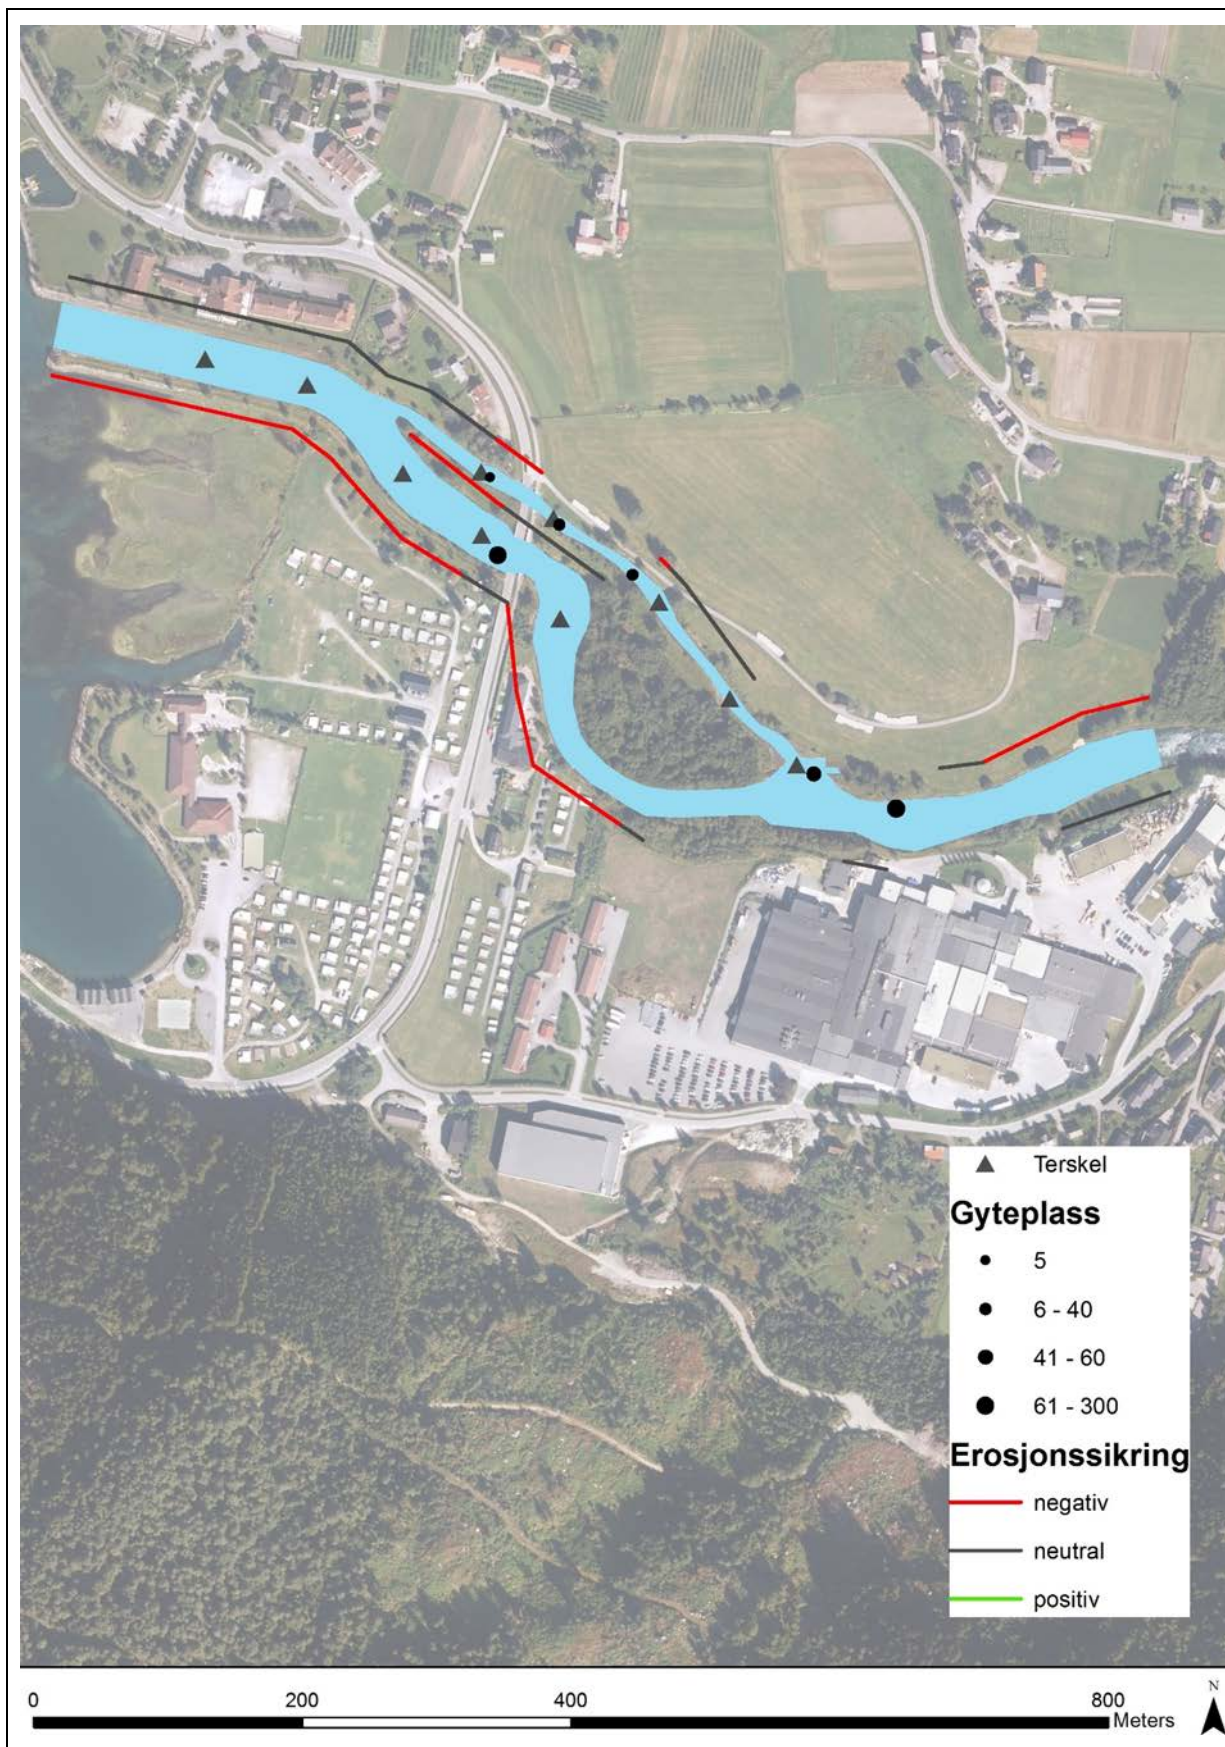 Terskel
Gyteplass
5
6 - 40
41 - 60
61 - 300
Erosjonssikring
negativ
neutral
positiv
0 200 400 800
Meters
N